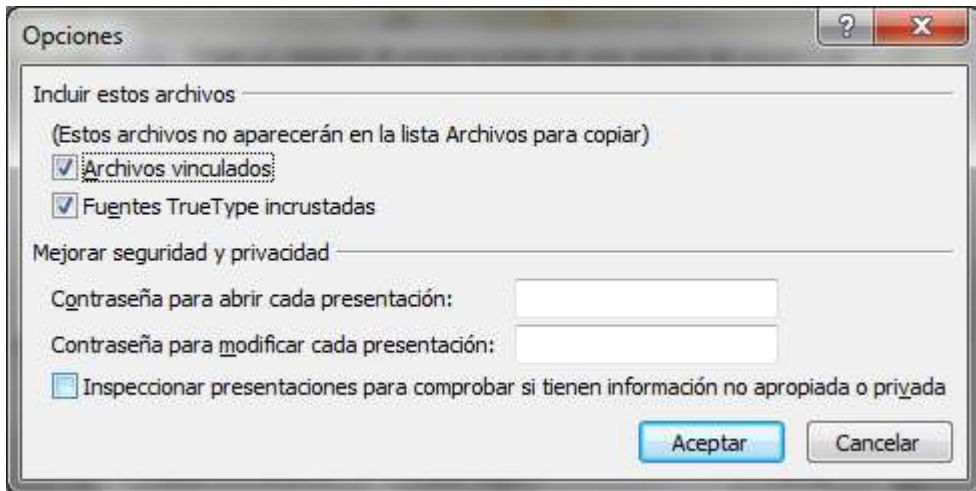 Opciones
Incluir estos archivos
(Estos archivos no aparecerán en la lista Archivos para copiar)
Archivos vinculados
Fuentes TrueType incrustadas
Mejorar seguridad y privacidad
Contraseña para abrir cada presentación:
Contraseña para modificar cada presentación:
Inspeccionar presentaciones para comprobar si tienen información no apropiada o privada
Aceptar Cancelar